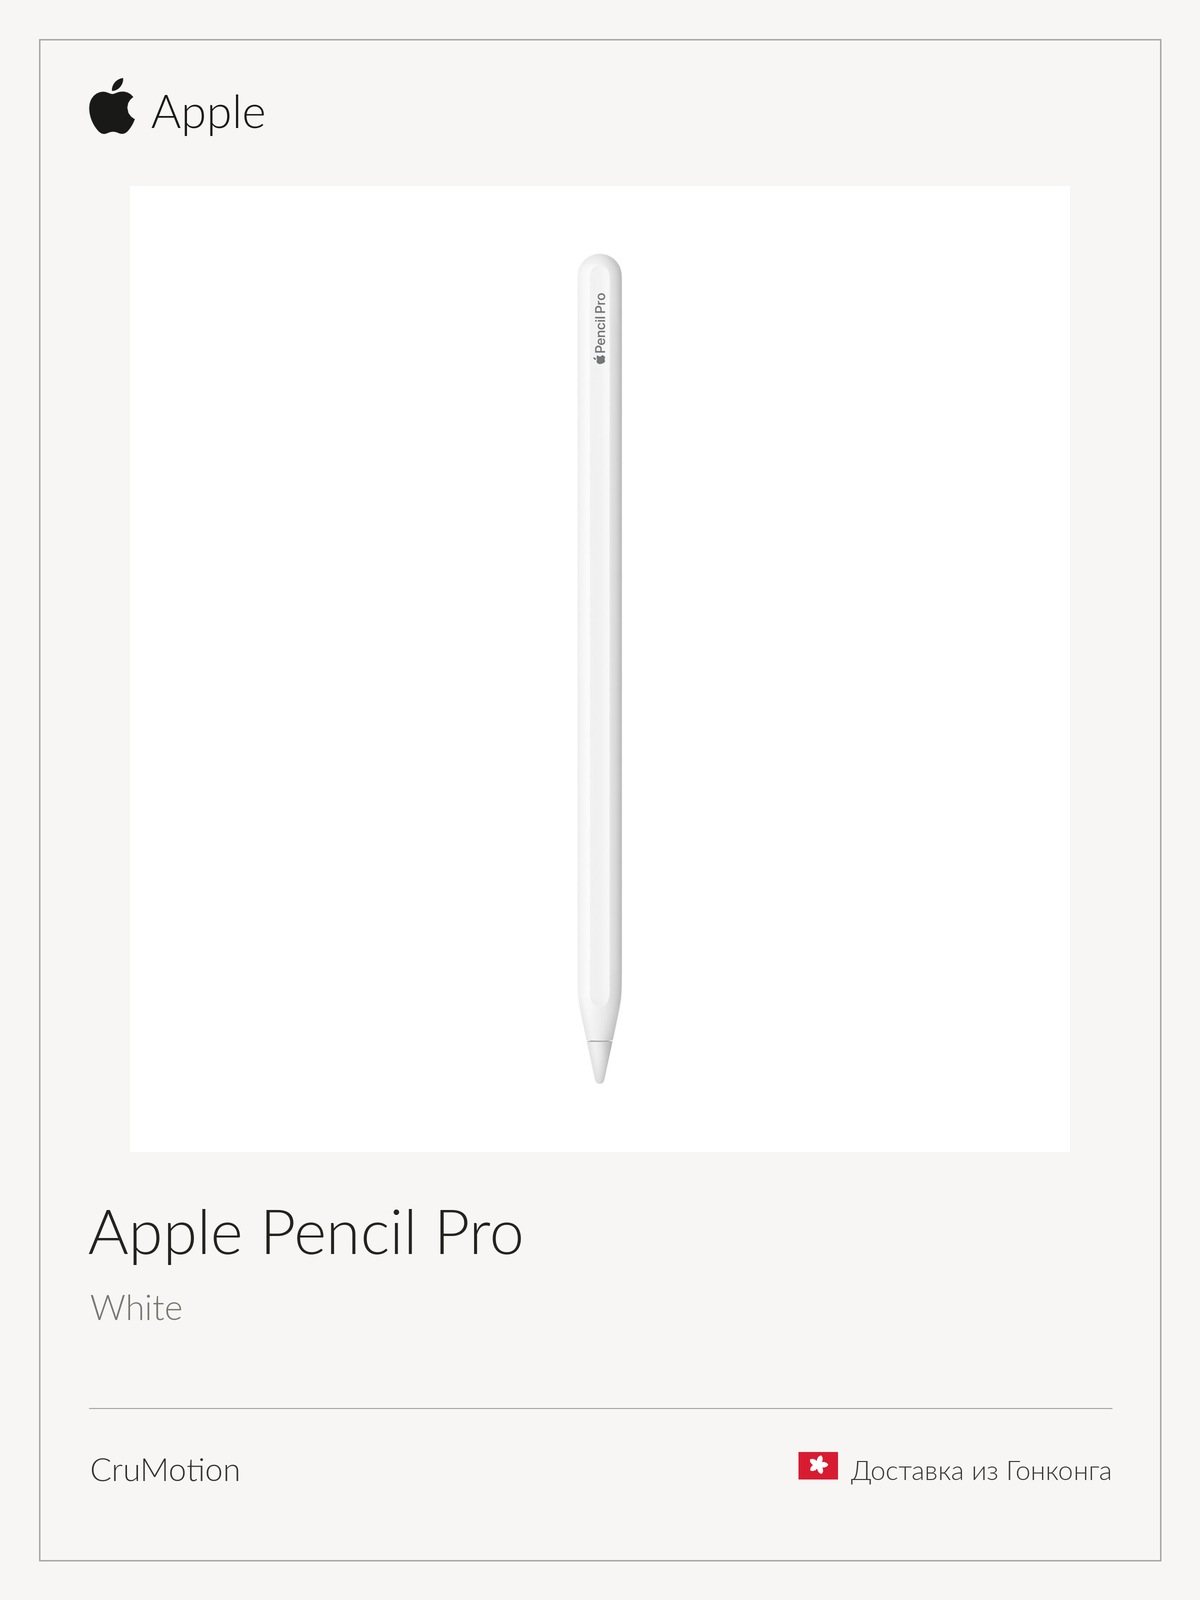 Apple
Pencil Pro
Apple Pencil Pro
White
CruMotion
Доставка из Гонконга